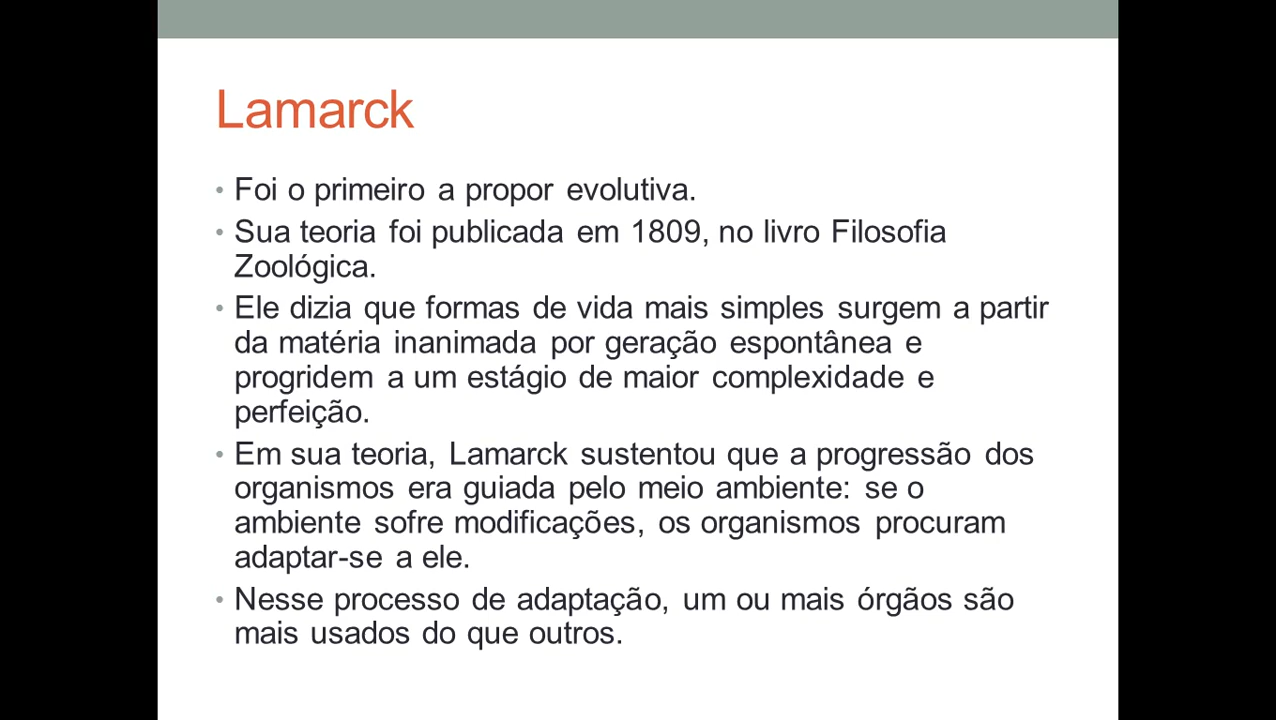 Lamarck
• Foi o primeiro a propor evolutiva.
• Sua teoria foi publicada em 1809, no livro Filosofia
Zoológica.
• Ele dizia que formas de vida mais simples surgem a partir
da matéria inanimada por geração espontânea e
progridem a um estágio de maior complexidade e
perfeição.
• Em sua teoria, Lamarck sustentou que a progressão dos
organismos era guiada pelo meio ambiente: se o
ambiente sofre modificações, os organismos procuram
adaptar-se a ele.
• Nesse processo de adaptação, um ou mais órgãos são
mais usados do que outros.